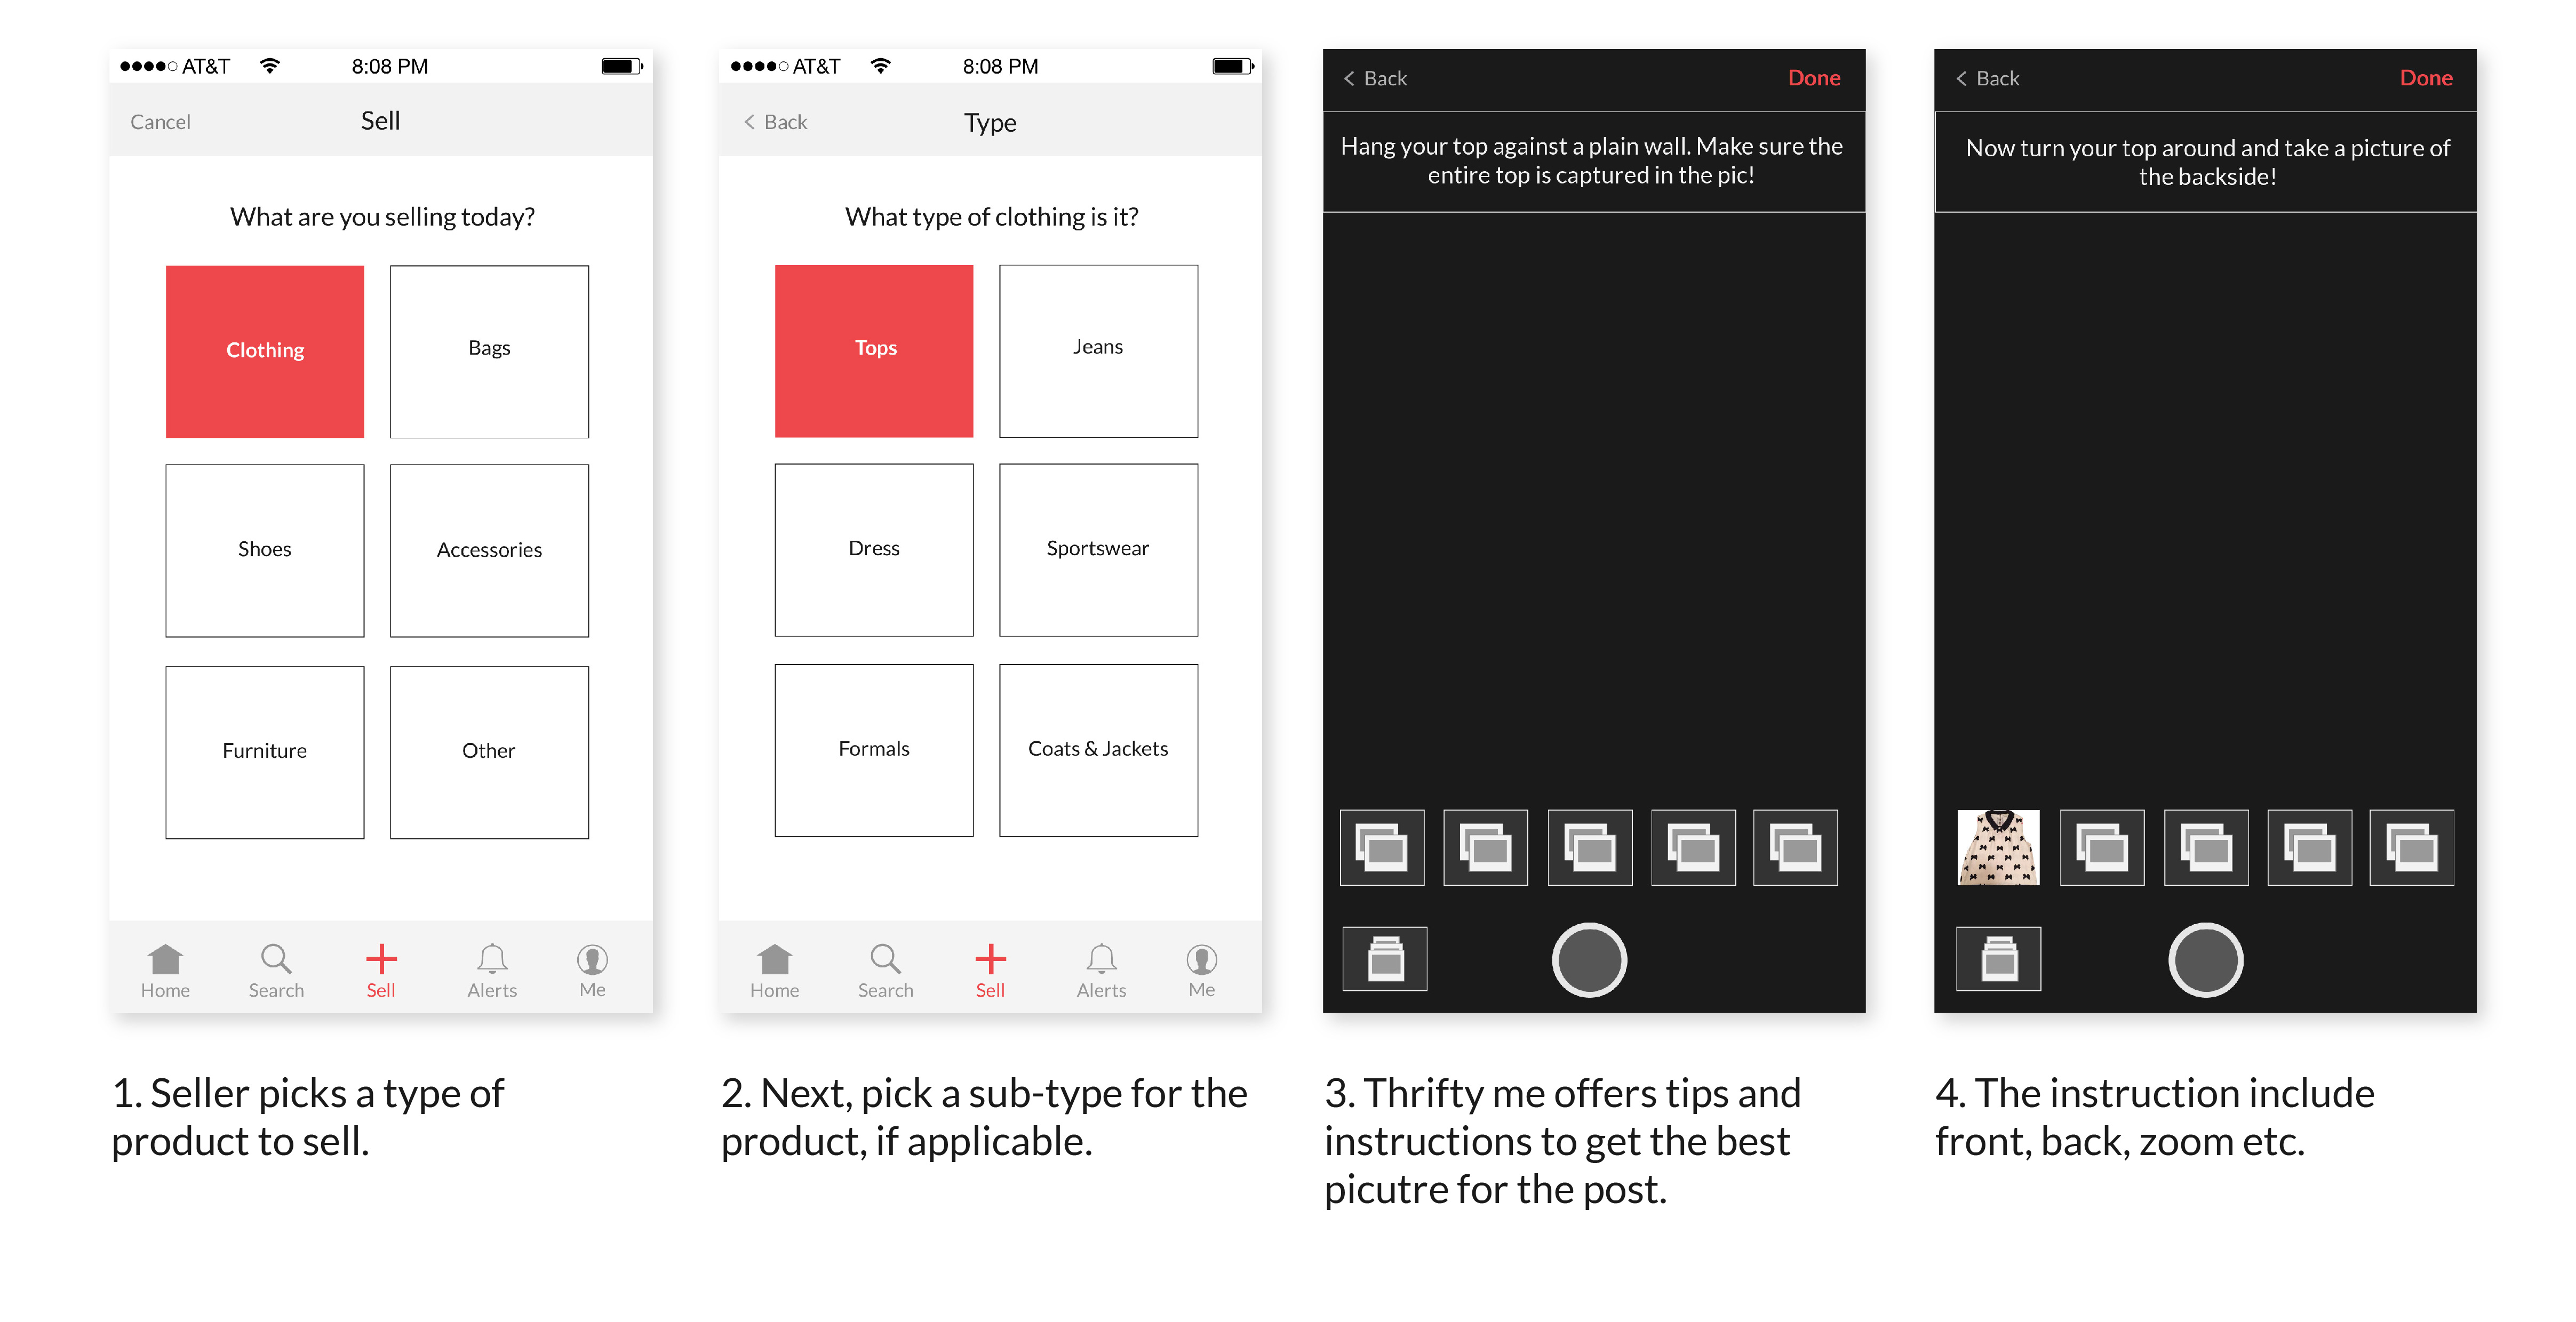 AT&T 8:08 PM
Cancel Sell
What are you selling today?
Clothing Bags
Shoes Accessories
Furniture Other
Home Search Sell Alerts Me
1. Seller picks a type of
product to sell.
AT&T 8:08 PM
Back Type
What type of clothing is it?
Tops Jeans
Dress Sportswear
Formals Coats & Jackets
Home Search Sell Alerts Me
2. Next, pick a sub-type for the
product, if applicable.
Back Done
Hang your top against a plain wall. Make sure the
entire top is captured in the pic!
3. Thrifty me offers tips and
instructions to get the best
picutre for the post.
Back Done
Now turn your top around and take a picture of
the backside!
4. The instruction include
front, back, zoom etc.